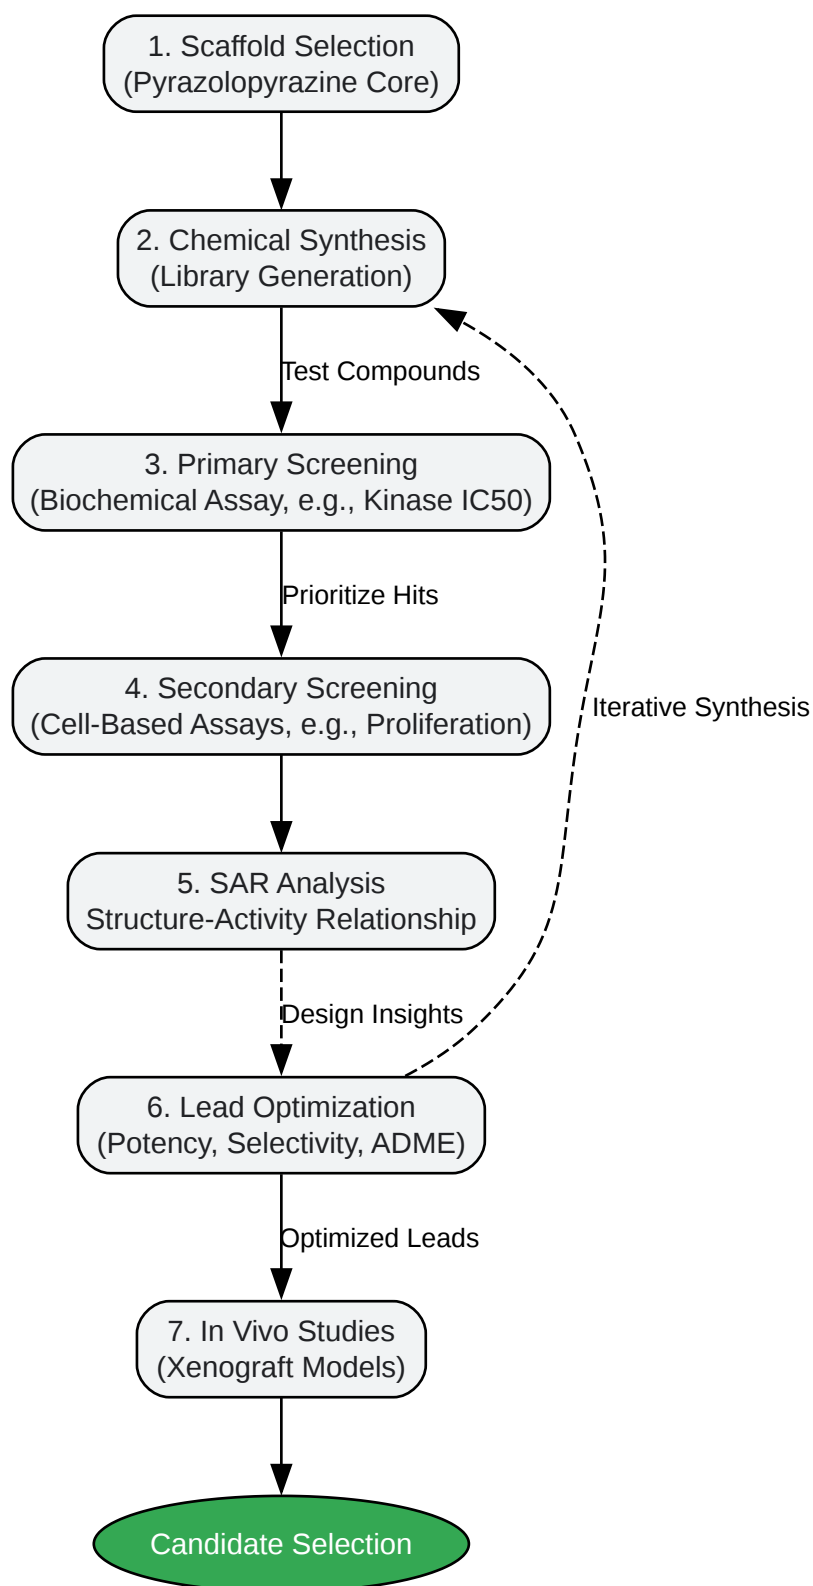 1. Scaffold Selection
(Pyrazolopyrazine Core)
2. Chemical Synthesis
(Library Generation)
Test Compounds
3. Primary Screening
(Biochemical Assay, e.g., Kinase IC50)
Prioritize Hits
4. Secondary Screening
(Cell-Based Assays, e.g., Proliferation)
Iterative Synthesis
5. SAR Analysis
Structure-Activity Relationship
Design Insights
6. Lead Optimization
(Potency, Selectivity, ADME)
Optimized Leads
7. In Vivo Studies
(Xenograft Models)
Candidate Selection